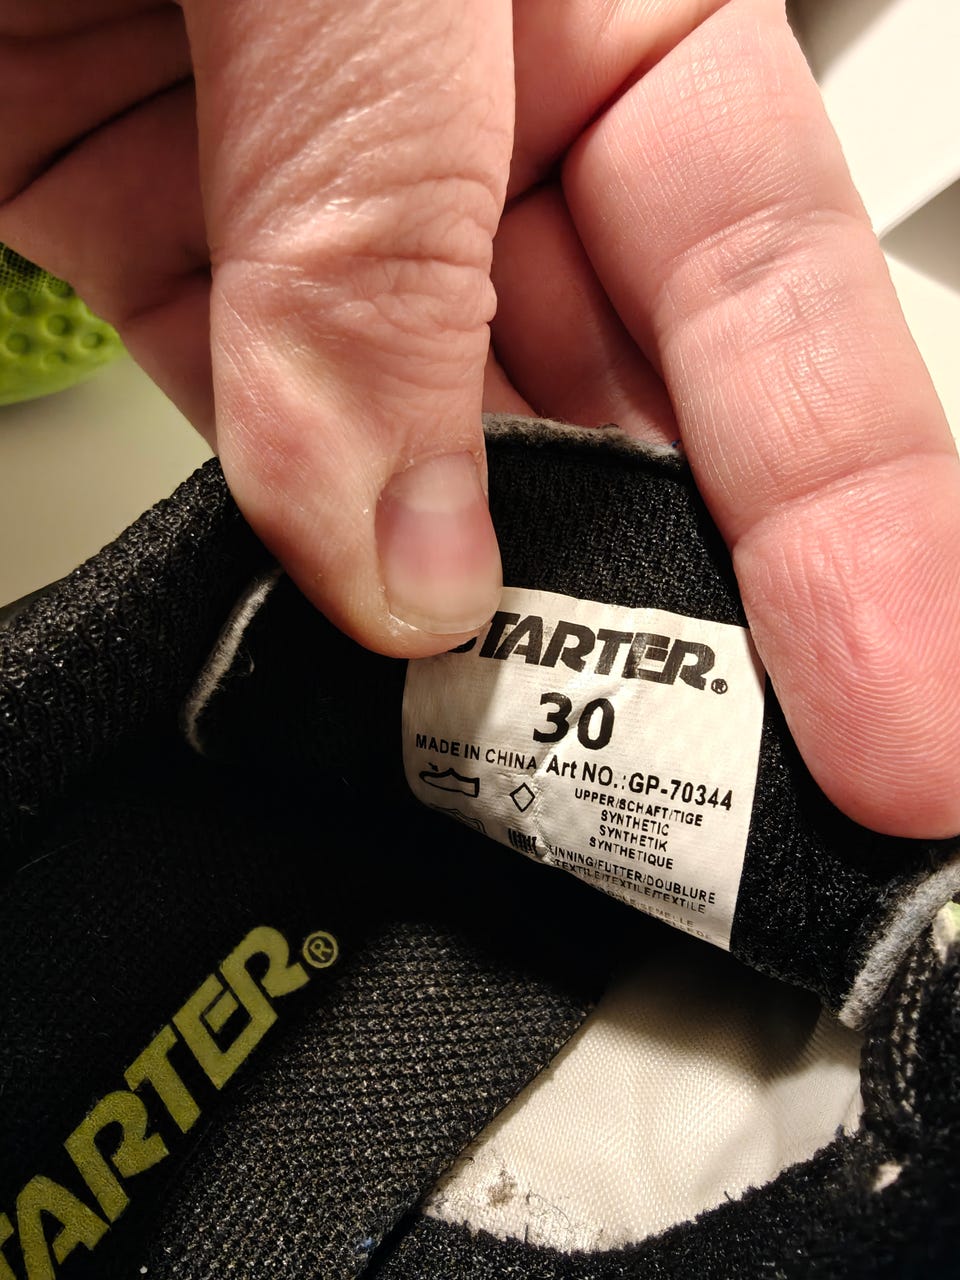 STARTER®
30
MADE IN CHINA Art NO.:GP-70344
UPPER/SCHAFT/TIGE
SYNTHETIC
SYNTHETIK
SYNTHETIQUE
LINNING/FUTTER/DOUBLURE
TEXTILE/TEXTILE/TEXTILE
STARTER®